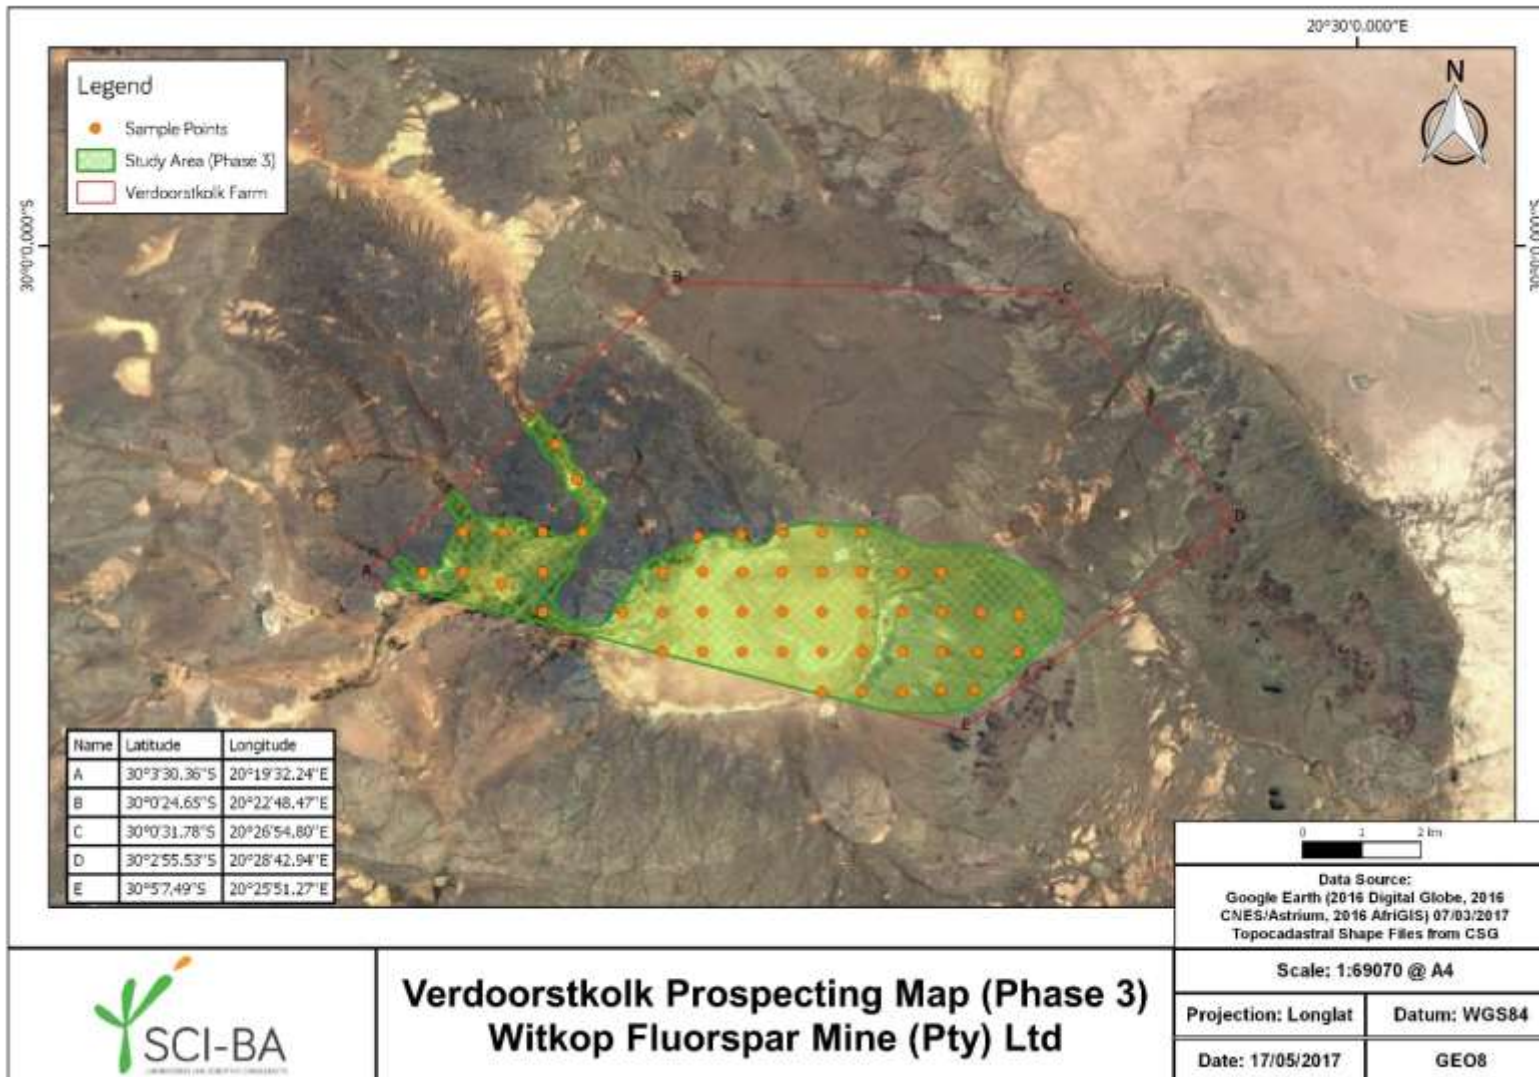 20°30'0.000"E
N
Legend
Sample Points
Study Area (Phase 3)
Verdoorstkolk Farm
30°0'0.000"S
30°0'0.000"S
B
C
A
D
E
Name Latitude Longitude
A 30°3'30.36"S 20°19'32.24"E
B 30°0'24.65"S 20°22'48.47"E
C 30°0'31.78"S 20°26'54.80"E
D 30°2'55.53"S 20°28'42.94"E
E 30°5'7.49"S 20°25'51.27"E
0 1 2 km
Data Source:
Google Earth (2016 Digital Globe, 2016
CNES/Astrium, 2016 AfriGIS) 07/03/2017
Topocadastral Shape Files from CSG
Scale: 1:69070 @ A4
Projection: Longlat Datum: WGS84
Date: 17/05/2017 GEO8
SCI-BA
Verdoorstkolk Prospecting Map (Phase 3)
Witkop Fluorspar Mine (Pty) Ltd